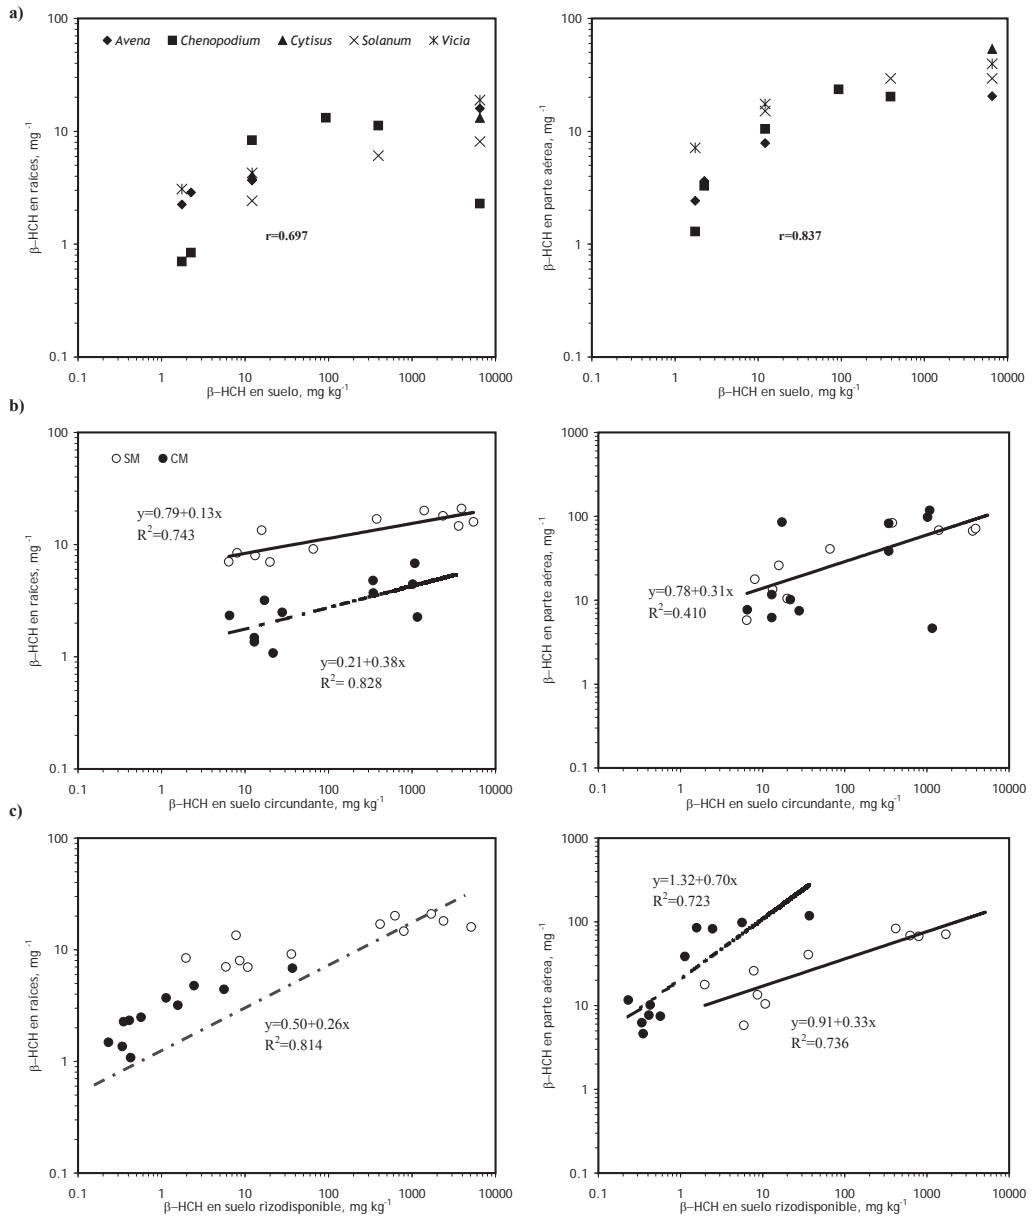 a)
100
10
1
0.1
β−HCH en raíces, mg -1
Avena Chenopodium Cytisus Solanum Vicia
r=0.697
0.1 1 10 100 1000 10000
β−HCH en suelo, mg kg-1
100
10
1
0.1
β−HCH en parte aérea, mg-1
r=0.837
0.1 1 10 100 1000 10000
β−HCH en suelo, mg kg-1
b)
100
10
1
0.1
β−HCH en raíces, mg -1
SM CM
y=0.79+0.13x
R2=0.743
y=0.21+0.38x
R2= 0.828
0.1 1 10 100 1000 10000
β−HCH en suelo circundante, mg kg-1
1000
100
10
1
0.1
β−HCH en parte aérea, mg -1
y=0.78+0.31x
R2=0.410
0.1 1 10 100 1000 10000
β−HCH en suelo circundante, mg kg-1
c)
100
10
1
0.1
β−HCH en raíces, mg -1
y=0.50+0.26x
R2=0.814
0.1 1 10 100 1000 10000
β−HCH en suelo rizodisponible, mg kg-1
1000
100
10
1
0.1
β−HCH en parte aérea, mg -1
y=1.32+0.70x
R2=0.723
y=0.91+0.33x
R2=0.736
0.1 1 10 100 1000 10000
β−HCH en suelo rizodisponible, mg kg-1